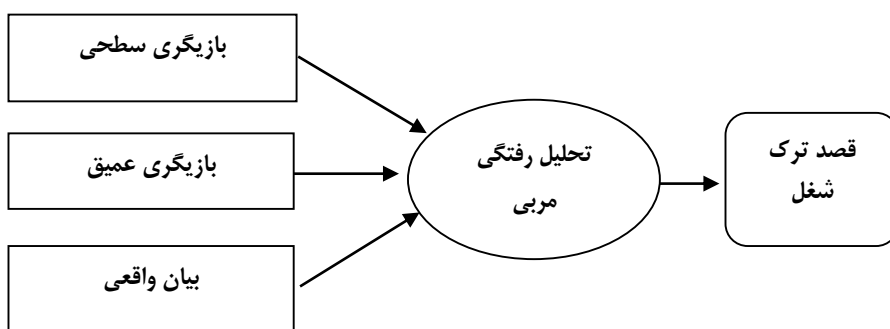 بازیگری سطحی
بازیگری عمیق
بیان واقعی
تحلیل رفتگی
مربی
قصد ترک
شغل